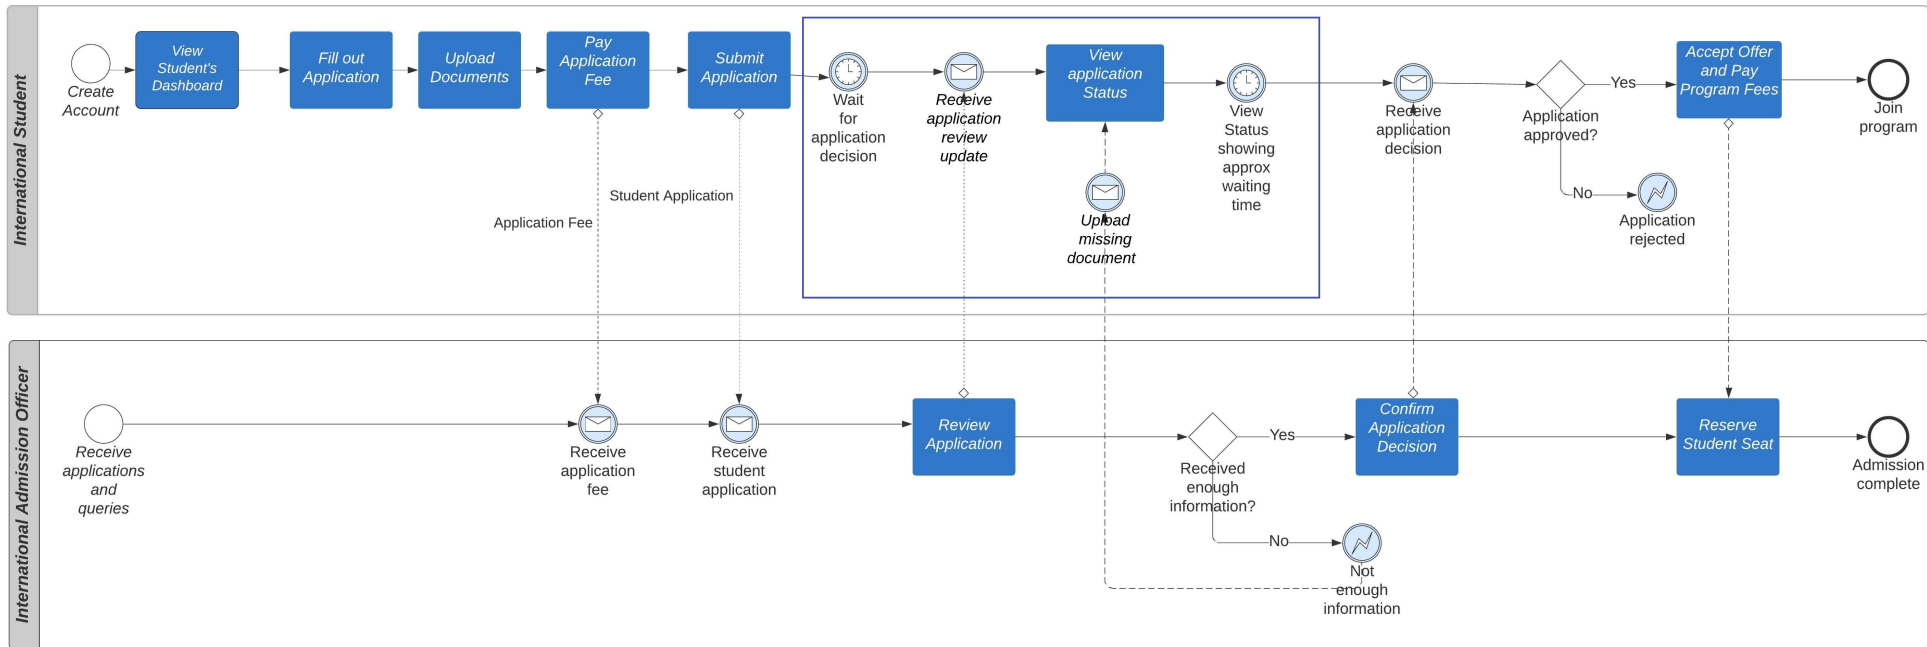 International Student
Create
Account
View
Student's
Dashboard
Fill out
Application
Upload
Documents
Pay
Application
Fee
Submit
Application
Wait
for
application
decision
Receive
application
review
update
View
application
Status
View
Status
showing
approx
waiting
time
Upload
missing
document
Receive
application
decision
Application
approved?
Yes
No
Application
rejected
Accept Offer
and Pay
Program Fees
Join
program
Application Fee
Student Application
International Admission Officer
Receive
applications
and
queries
Receive
application
fee
Receive
student
application
Review
Application
Received
enough
information?
Yes
No
Not
enough
information
Confirm
Application
Decision
Reserve
Student Seat
Admission
complete